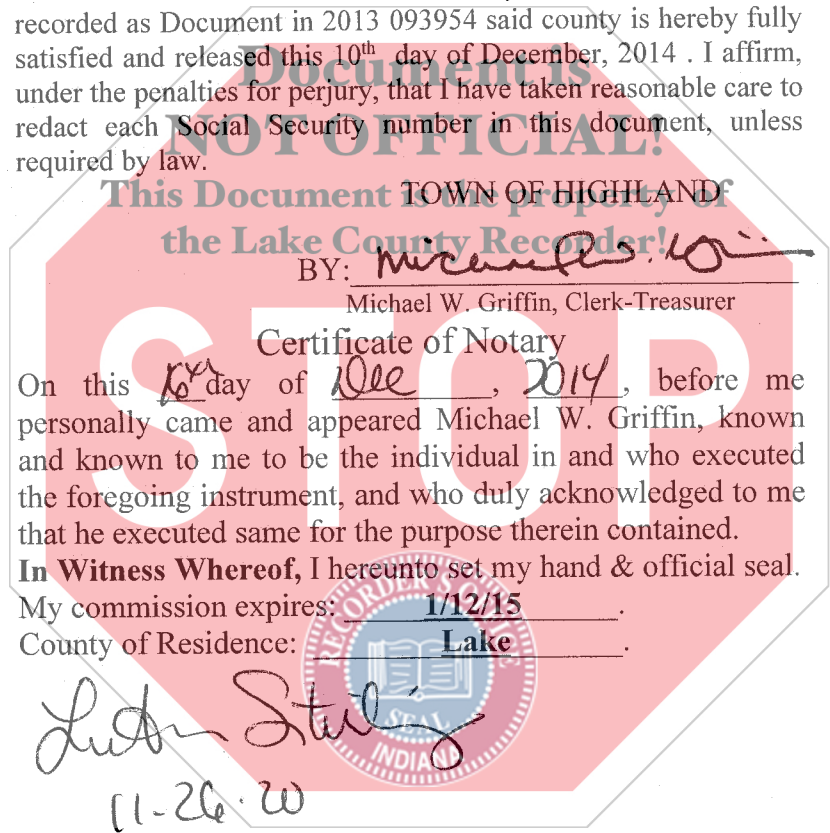 recorded as Document in 2013 093954 said county is hereby fully
satisfied and released this 10th day of December, 2014 . I affirm,
under the penalties for perjury, that I have taken reasonable care to
redact each Social Security number in this document, unless
required by law.
Document is
NOT OFFICIAL!
This Document is the property of
the Lake County Recorder!
STOP
TOWN OF HIGHLAND
BY:
Michael W. Griffin, Clerk-Treasurer
Certificate of Notary
On this day of Dec, 2014, before me
personally came and appeared Michael W. Griffin, known
and known to me to be the individual in and who executed
the foregoing instrument, and who duly acknowledged to me
that he executed same for the purpose therein contained.
In Witness Whereof, I hereunto set my hand & official seal.
My commission expires: 1/12/15.
County of Residence: Lake.
RECORDER'S OFFICE
SEAL
INDIANA
11-26-20